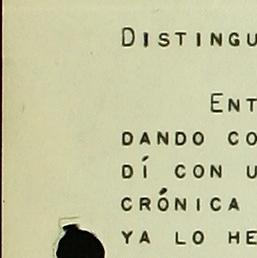 DISTINGU
ENT
DANDO CO
DÍ CON U
CRÓNICA
YA LO HE